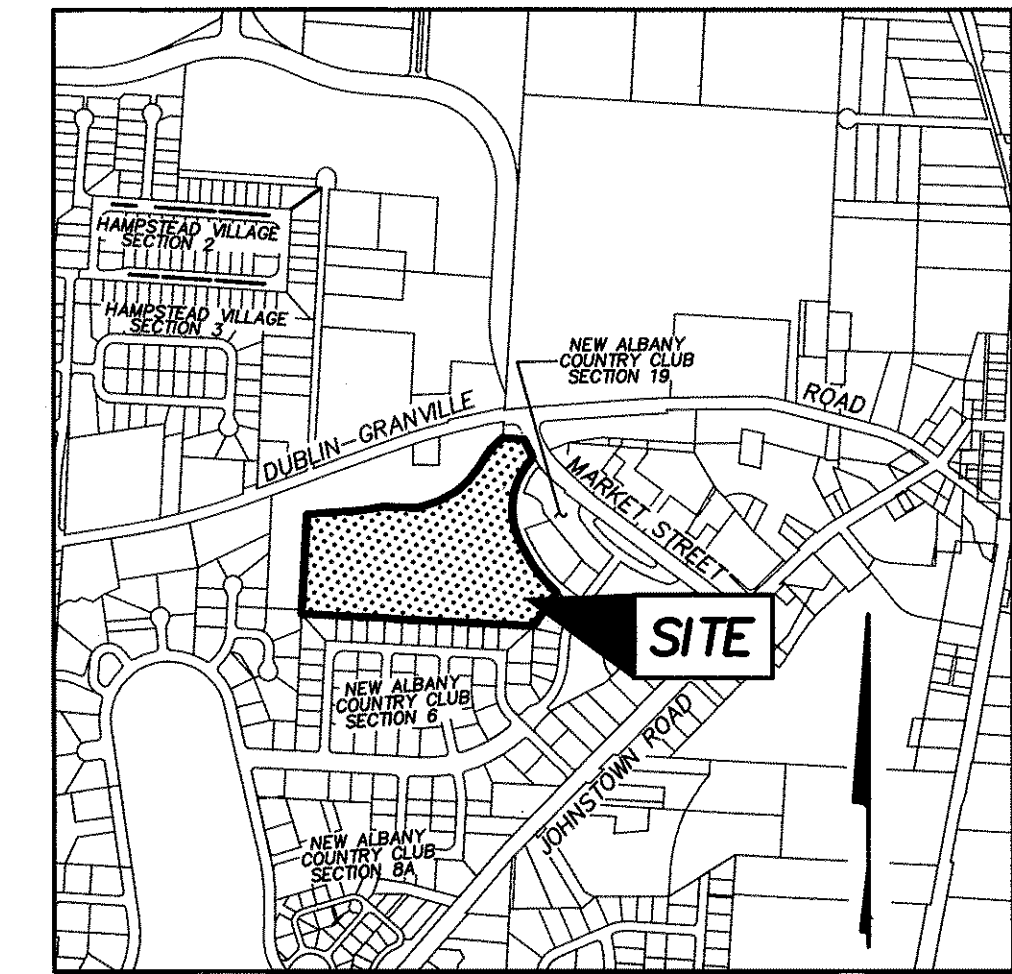 HAMPSTEAD VILLAGE
SECTION 2
HAMPSTEAD VILLAGE
SECTION 3
NEW ALBANY
COUNTRY CLUB
SECTION 19
DUBLIN-GRANVILLE
ROAD
MARKET STREET
SITE
NEW ALBANY
COUNTRY CLUB
SECTION 6
JOHNSTOWN ROAD
NEW ALBANY
COUNTRY CLUB
SECTION 8A